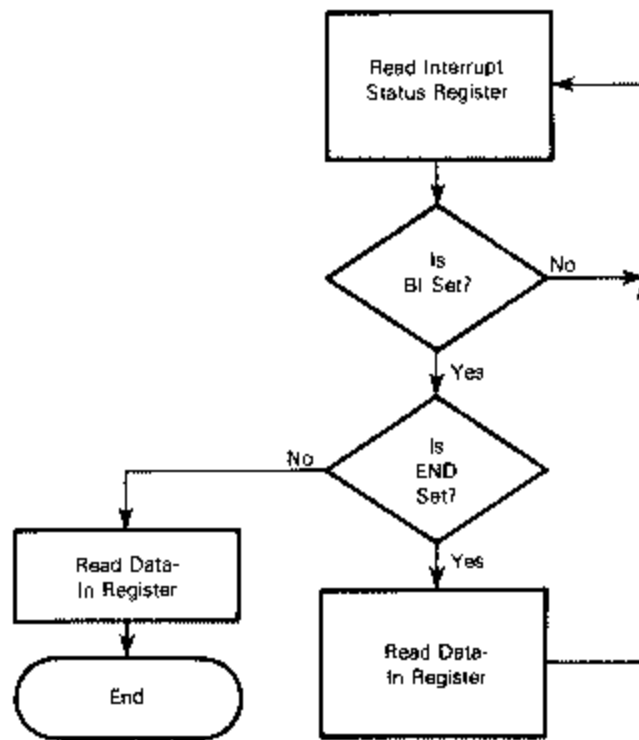 Read Interrupt
Status Register
Is
BI Set?
No
Yes
Is
END
Set?
No
Yes
Read Data-
In Register
Read Data-
In Register
End